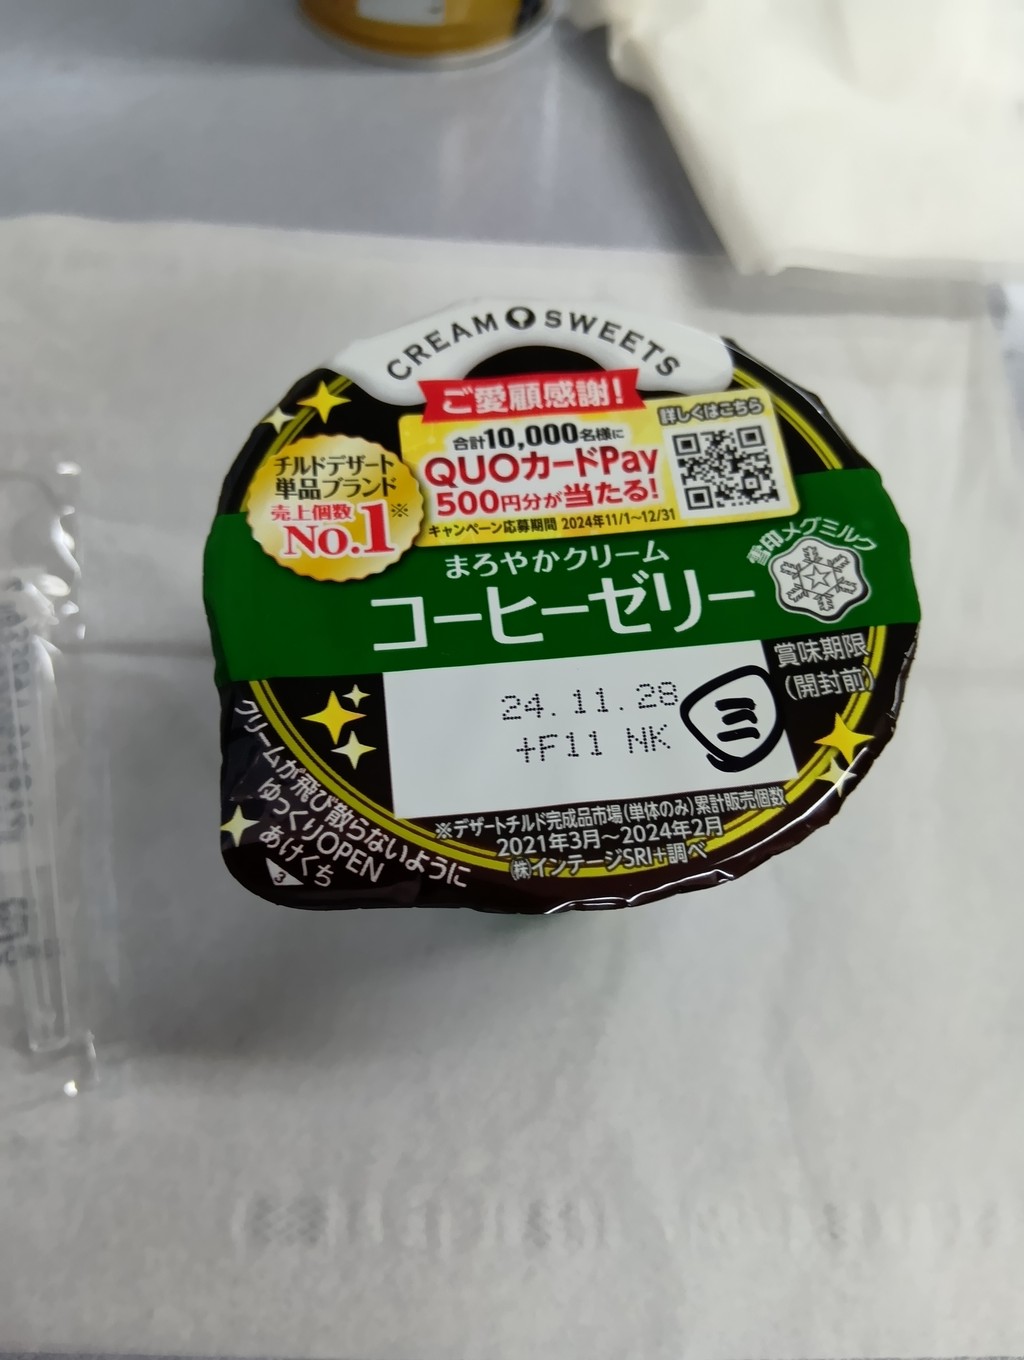 CREAM SWEETS
ご愛顧感謝!
合計10,000名様に
QUOカードPay
500円分が当たる!
キャンペーン応募期間 2024年11/1~12/31
詳しくはこちら
チルドデザート
単品ブランド
売上個数
No.1※
まろやかクリーム
コーヒーゼリー
雪印メグミルク
賞味期限
(開封前)
24.11.28
+F11 NK
三
※デザートチルド完成品市場(単体のみ)累計販売個数
2021年3月~2024年2月
㈱インテージSRI+調べ
クリームが飛び散らないように
ゆっくりOPEN
あけくち
3